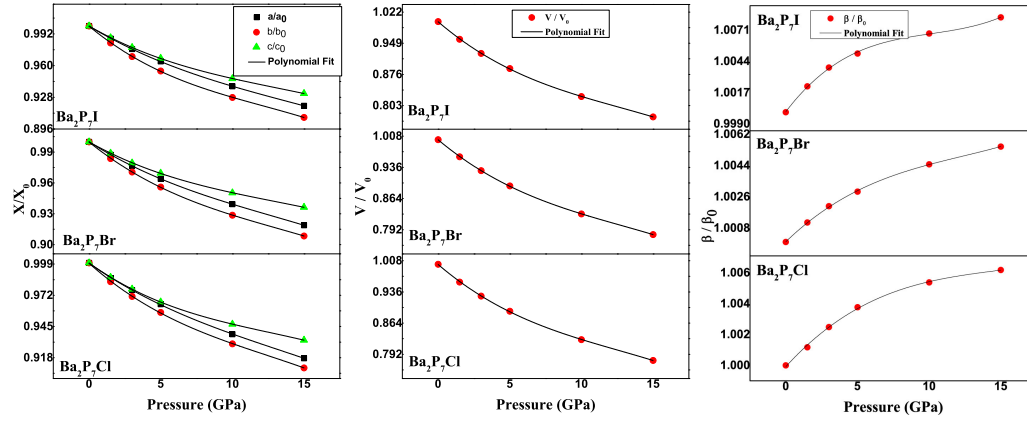 X/X₀
0.992
0.960
0.928
0.896
a/a₀
b/b₀
c/c₀
Polynomial Fit
Ba₂P₇I
0.99
0.96
0.93
0.90
Ba₂P₇Br
0.999
0.972
0.945
0.918
Ba₂P₇Cl
0 5 10 15
Pressure (GPa)
V / V₀
1.022
0.949
0.876
0.803
V / V₀
Polynomial Fit
Ba₂P₇I
1.008
0.936
0.864
0.792
Ba₂P₇Br
1.008
0.936
0.864
0.792
Ba₂P₇Cl
0 5 10 15
Pressure (GPa)
β / β₀
1.0071
1.0044
1.0017
0.9990
Ba₂P₇I
β / β₀
Polynomial Fit
1.0062
1.0044
1.0026
1.0008
Ba₂P₇Br
1.006
1.004
1.002
1.000
Ba₂P₇Cl
0 5 10 15
Pressure (GPa)